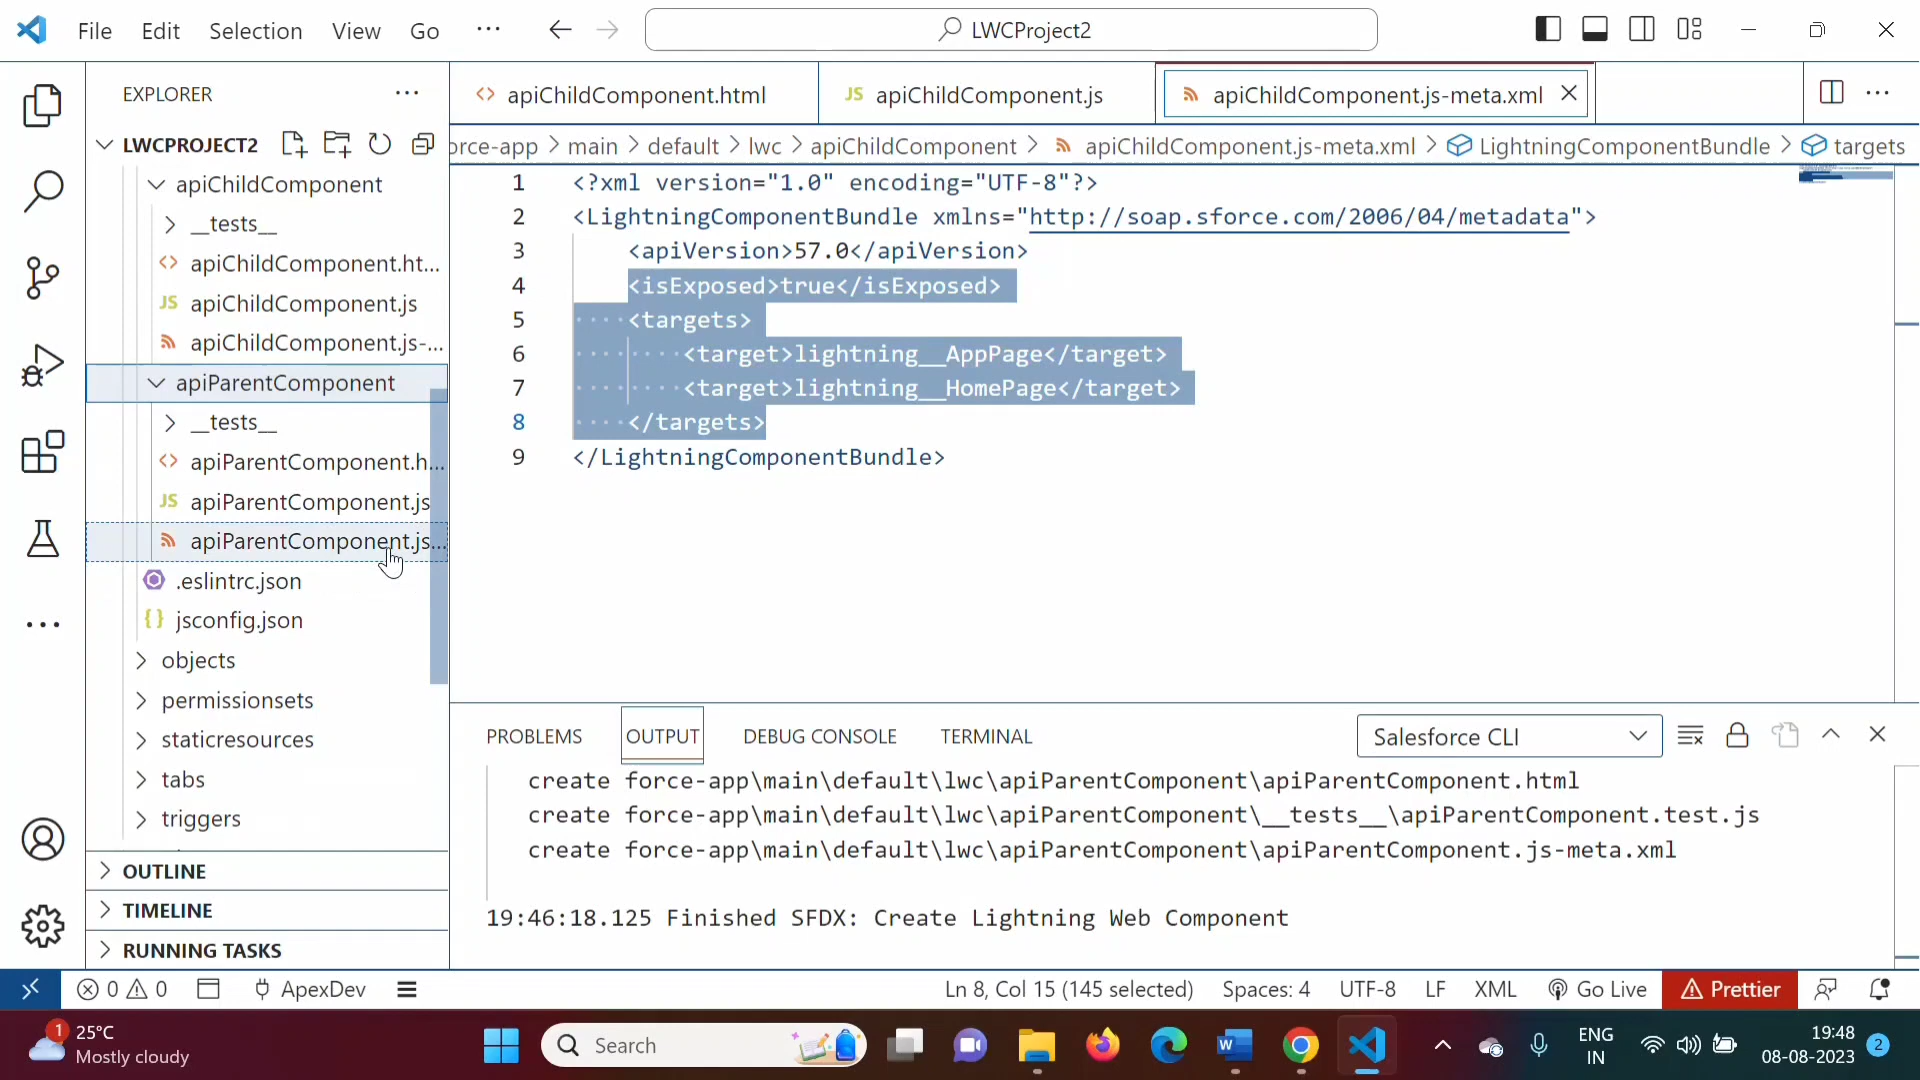 File Edit Selection View Go ··· LWCProject2
EXPLORER ···
apiChildComponent.html
apiChildComponent.js
apiChildComponent.js-meta.xml
LWCPROJECT2
orce-app > main > default > lwc > apiChildComponent > apiChildComponent.js-meta.xml > LightningComponentBundle > targets
apiChildComponent
__tests__
apiChildComponent.ht...
apiChildComponent.js
apiChildComponent.js-...
apiParentComponent
__tests__
apiParentComponent.h...
apiParentComponent.js
apiParentComponent.js...
.eslintrc.json
jsconfig.json
objects
permissionsets
staticresources
tabs
triggers
OUTLINE
TIMELINE
RUNNING TASKS
1 <?xml version="1.0" encoding="UTF-8"?>
2 <LightningComponentBundle xmlns="http://soap.sforce.com/2006/04/metadata">
3 <apiVersion>57.0</apiVersion>
4 <isExposed>true</isExposed>
5 ····<targets>
6 ········<target>lightning__AppPage</target>
7 ········<target>lightning__HomePage</target>
8 ····</targets>
9 </LightningComponentBundle>
PROBLEMS OUTPUT DEBUG CONSOLE TERMINAL Salesforce CLI
create force-app\main\default\lwc\apiParentComponent\apiParentComponent.html
create force-app\main\default\lwc\apiParentComponent\__tests__\apiParentComponent.test.js
create force-app\main\default\lwc\apiParentComponent\apiParentComponent.js-meta.xml
19:46:18.125 Finished SFDX: Create Lightning Web Component
0 0 ApexDev Ln 8, Col 15 (145 selected) Spaces: 4 UTF-8 LF XML Go Live Prettier
1 25°C
Mostly cloudy
Search
ENG
IN
19:48
08-08-2023
2